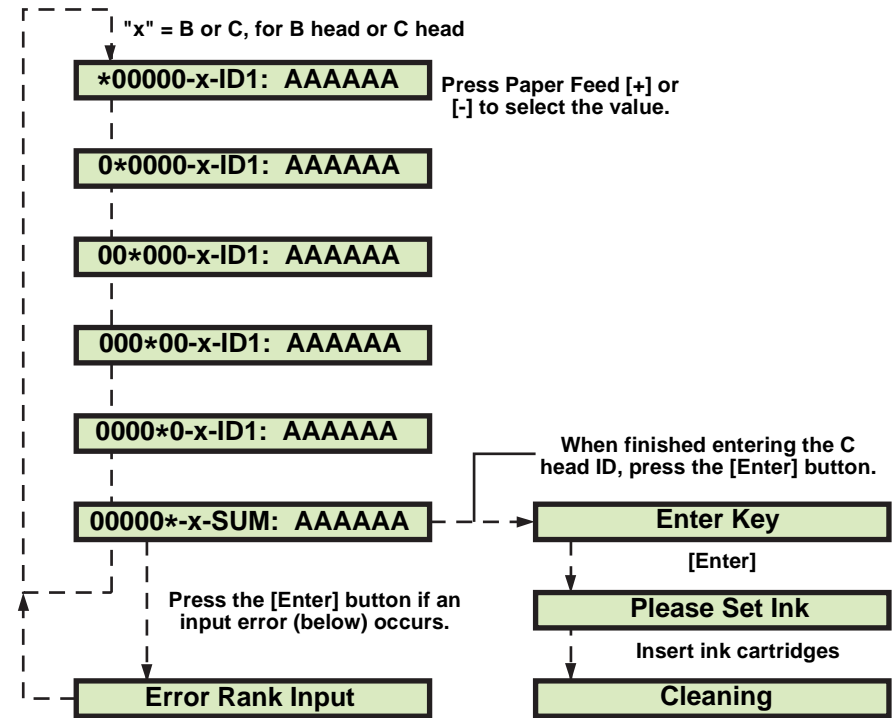 "x" = B or C, for B head or C head
*00000-x-ID1: AAAAAA
Press Paper Feed [+] or
[-] to select the value.
0*0000-x-ID1: AAAAAA
00*000-x-ID1: AAAAAA
000*00-x-ID1: AAAAAA
0000*0-x-ID1: AAAAAA
When finished entering the C
head ID, press the [Enter] button.
00000*-x-SUM: AAAAAA
Enter Key
[Enter]
Press the [Enter] button if an
input error (below) occurs.
Please Set Ink
Insert ink cartridges
Error Rank Input
Cleaning